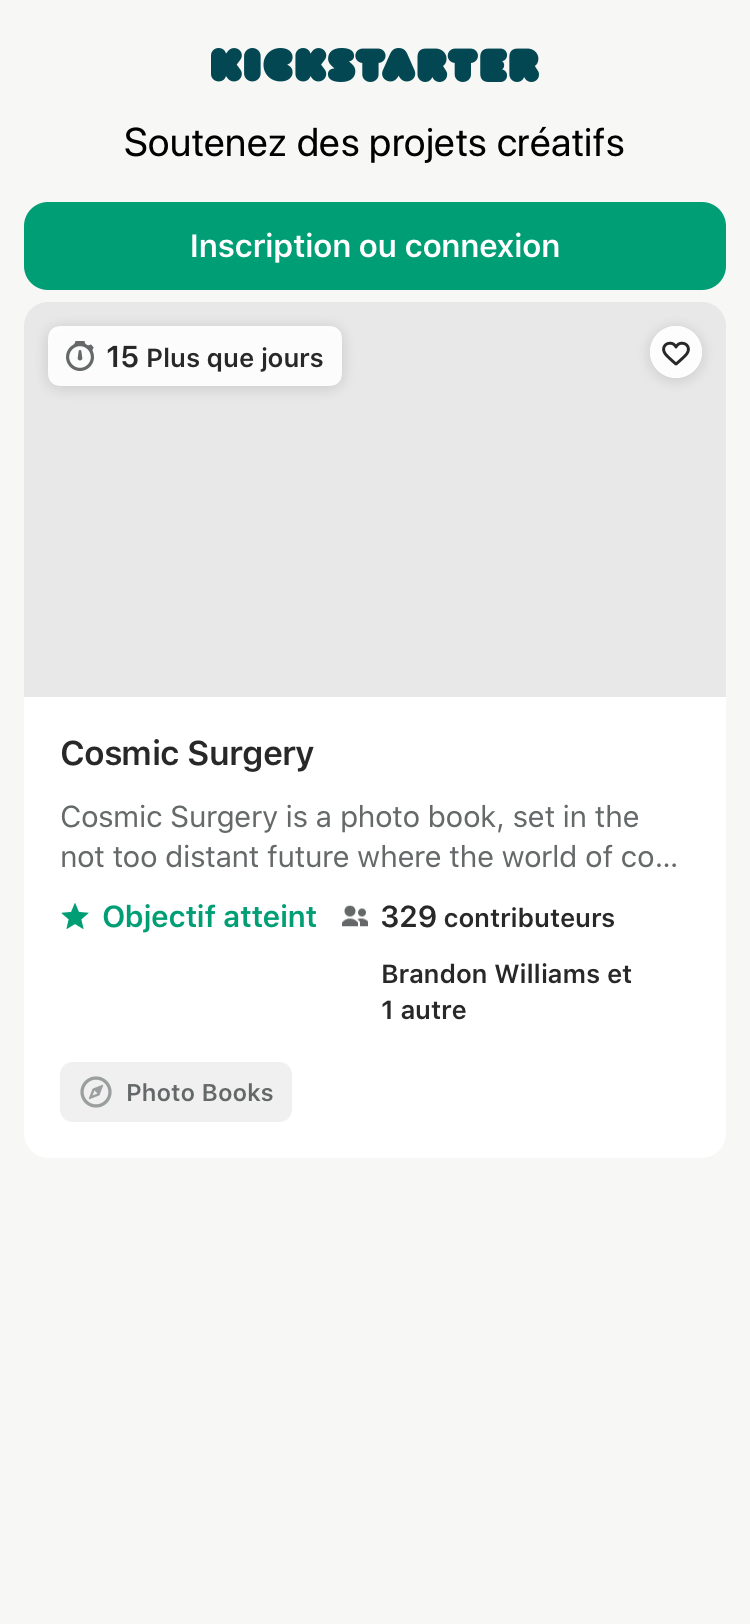 KICKSTARTER
Soutenez des projets créatifs
Inscription ou connexion
15 Plus que jours
Cosmic Surgery
Cosmic Surgery is a photo book, set in the
not too distant future where the world of co...
Objectif atteint
329 contributeurs
Brandon Williams et
1 autre
Photo Books